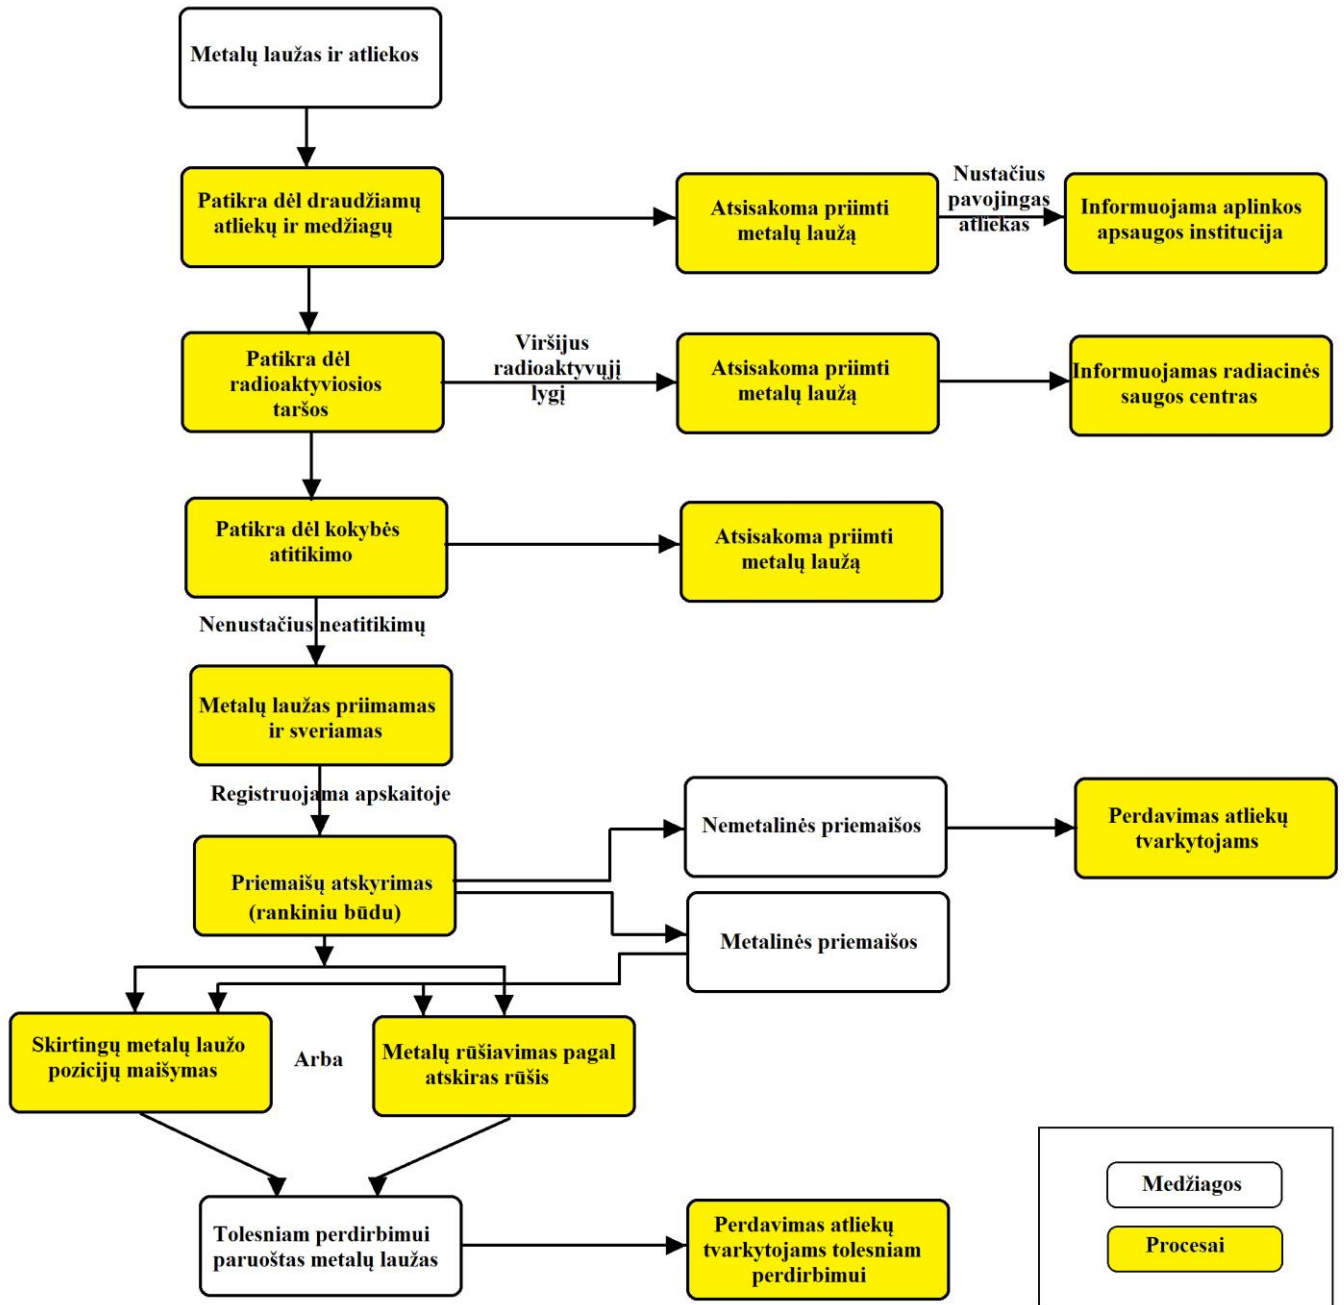 Metalų laužas ir atliekos
Patikra dėl draudžiamų
atliekų ir medžiagų
Atsisakoma priimti
metalų laužą
Nustačius
pavojingas
atliekas
Informuojama aplinkos
apsaugos institucija
Patikra dėl
radioaktyviosios
taršos
Viršijus
radioaktyvųjį
lygį
Atsisakoma priimti
metalų laužą
Informuojamas radiacinės
saugos centras
Patikra dėl kokybės
atitikimo
Atsisakoma priimti
metalų laužą
Nenustačius neatitikimų
Metalų laužas priimamas
ir sveriamas
Registruojama apskaitoje
Priemaišų atskyrimas
(rankiniu būdu)
Nemetalinės priemaišos
Perdavimas atliekų
tvarkytojams
Metalinės priemaišos
Skirtingų metalų laužo
pozicijų maišymas
Arba
Metalų rūšiavimas pagal
atskiras rūšis
Tolesniam perdirbimui
paruoštas metalų laužas
Perdavimas atliekų
tvarkytojams tolesniam
perdirbimui
Medžiagos
Procesai